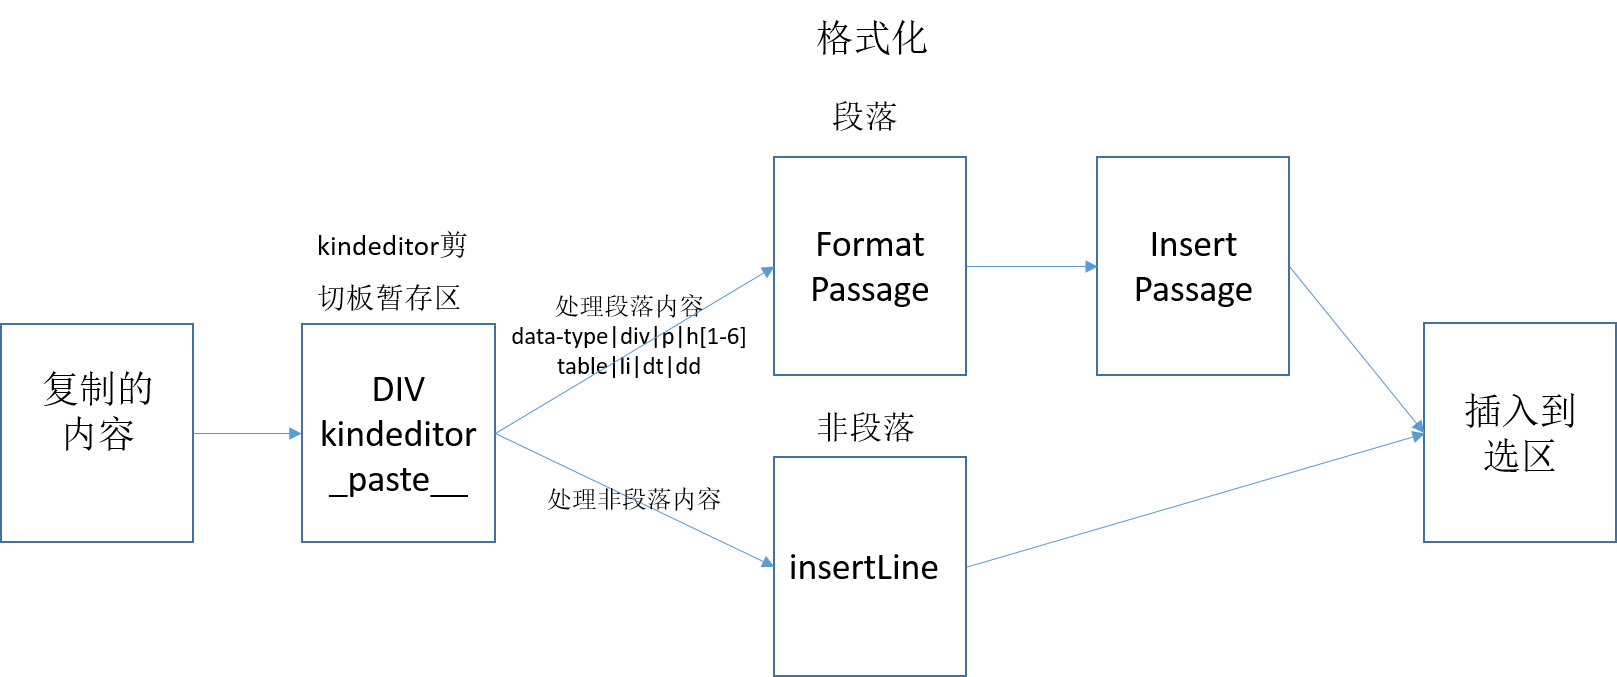 格式化
段落
Format
Passage
Insert
Passage
kindeditor剪
切板暂存区
处理段落内容
data-type|div|p|h[1-6]
table|li|dt|dd
复制的
内容
DIV
kindeditor
_paste__
插入到
选区
非段落
处理非段落内容
insertLine